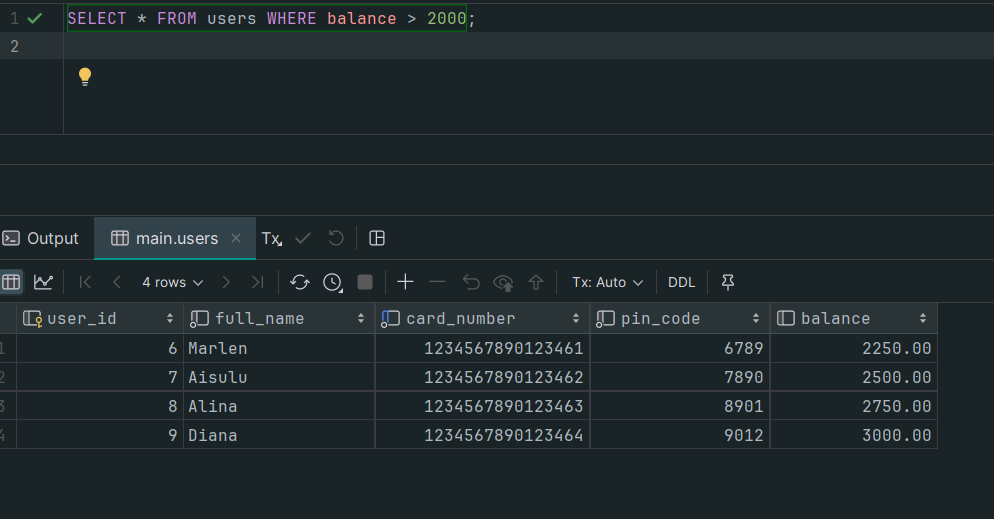 1 SELECT * FROM users WHERE balance > 2000;
2
Output main.users Tx
4 rows Tx: Auto DDL
user_id full_name card_number pin_code balance
1 6 Marlen 1234567890123461 6789 2250.00
2 7 Aisulu 1234567890123462 7890 2500.00
3 8 Alina 1234567890123463 8901 2750.00
4 9 Diana 1234567890123464 9012 3000.00